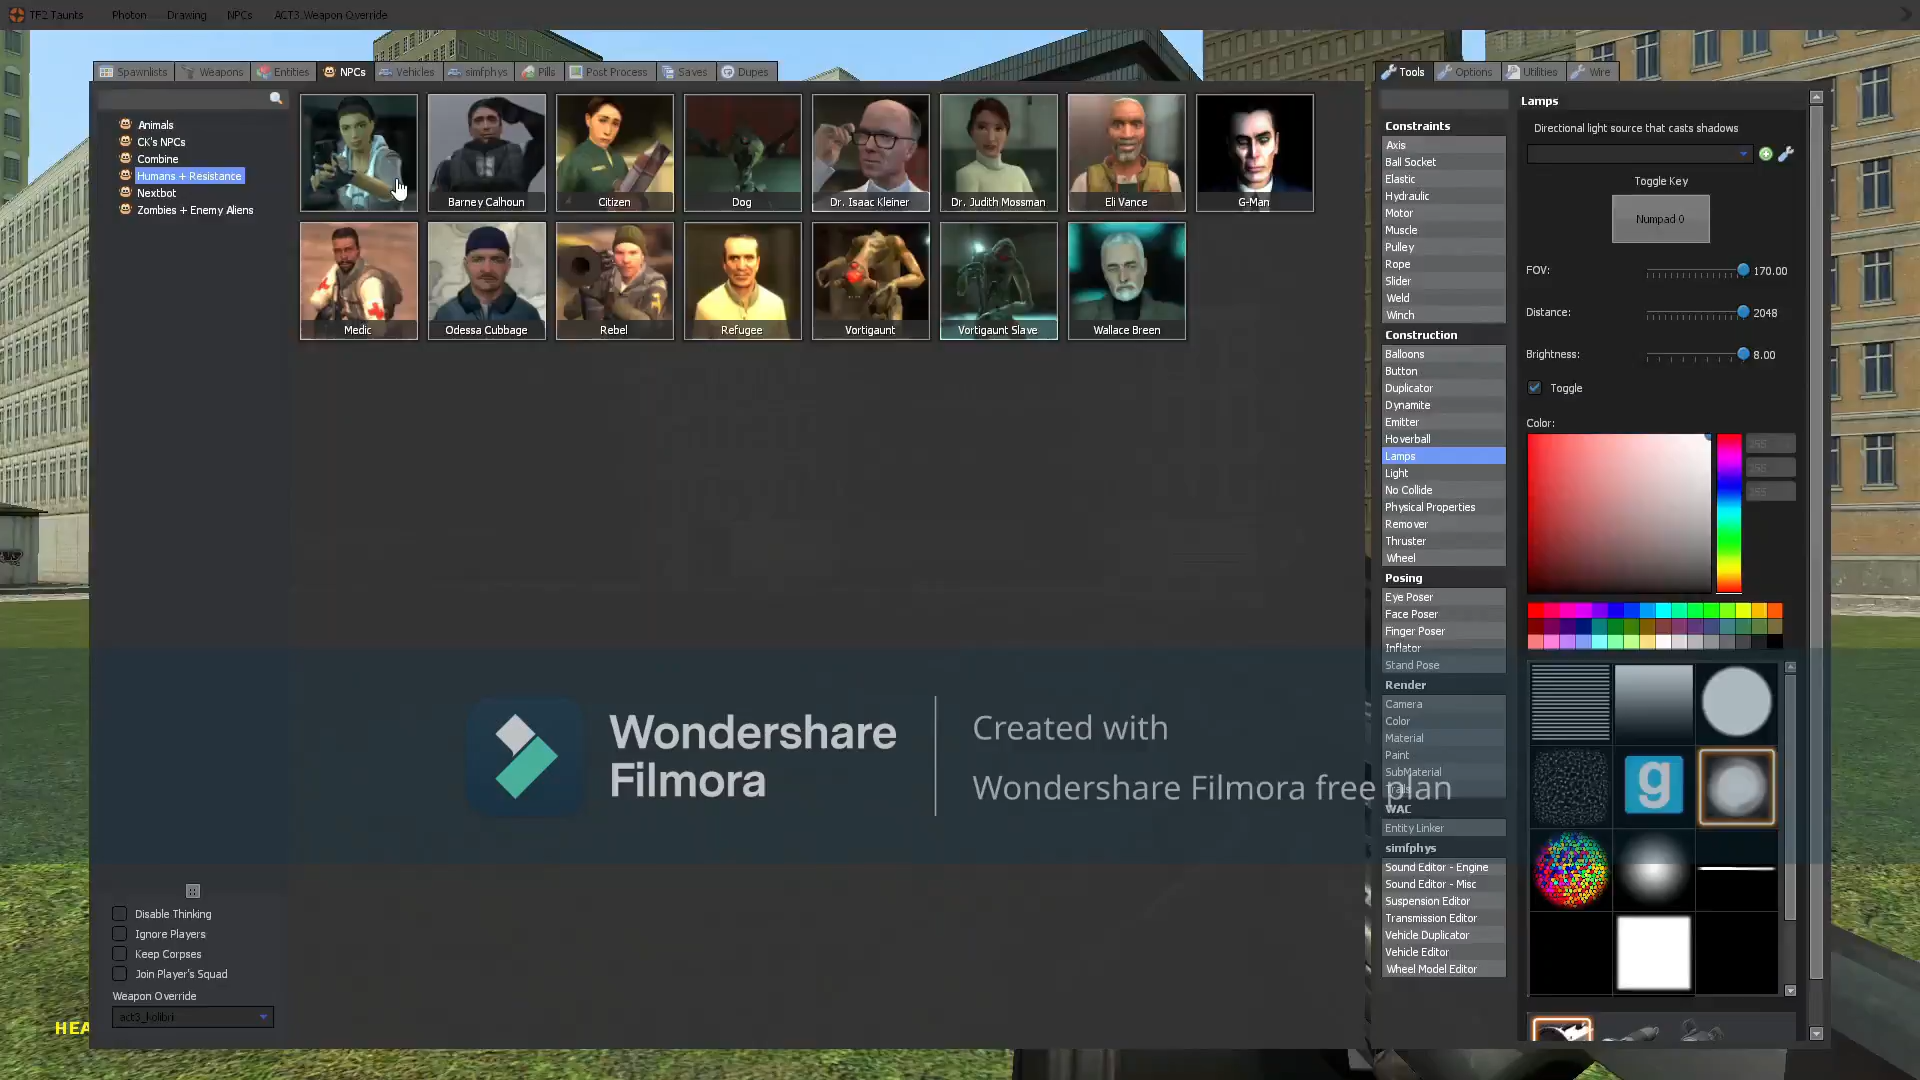 TF2 Taunts Photon Drawing NPCs ACT3 Weapon Override
Spawnlists Weapons Entities NPCs Vehicles simfphys Pills Post Process Saves Dupes
Tools Options Utilities Wire
Animals
CK's NPCs
Combine
Humans + Resistance
Nextbot
Zombies + Enemy Aliens
Barney Calhoun Citizen Dog Dr. Isaac Kleiner Dr. Judith Mossman Eli Vance G-Man
Medic Odessa Cubbage Rebel Refugee Vortigaunt Vortigaunt Slave Wallace Breen
Disable Thinking
Ignore Players
Keep Corpses
Join Player's Squad
Weapon Override
act3_kolibri
HEA
Wondershare
Filmora
Created with
Wondershare Filmora free plan
Constraints
Axis
Ball Socket
Elastic
Hydraulic
Motor
Muscle
Pulley
Rope
Slider
Weld
Winch
Construction
Balloons
Button
Duplicator
Dynamite
Emitter
Hoverball
Lamps
Light
No Collide
Physical Properties
Remover
Thruster
Wheel
Posing
Eye Poser
Face Poser
Finger Poser
Inflator
Stand Pose
Render
Camera
Color
Material
Paint
SubMaterial
Trails
WAC
Entity Linker
simfphys
Sound Editor - Engine
Sound Editor - Misc
Suspension Editor
Transmission Editor
Vehicle Duplicator
Vehicle Editor
Wheel Model Editor
Lamps
Directional light source that casts shadows
Toggle Key
Numpad 0
FOV: 170.00
Distance: 2048
Brightness: 8.00
Toggle
Color:
255
255
255
g